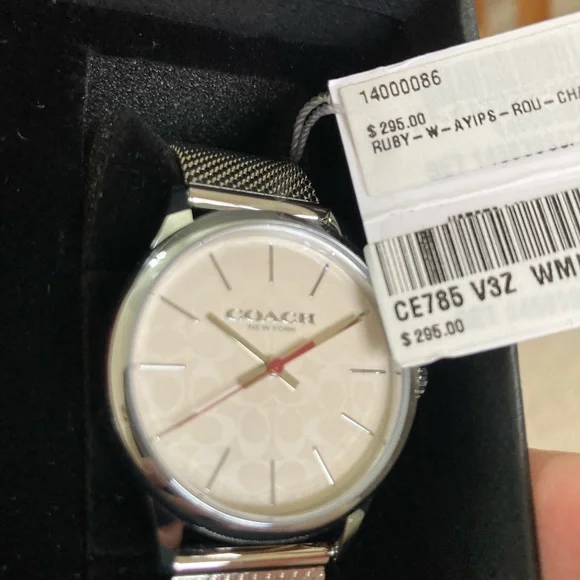 14000086
$295.00
RUBY-W-AYIPS-ROU-CHA
CE785 V3Z WM
$295.00
COACH
NEW YORK